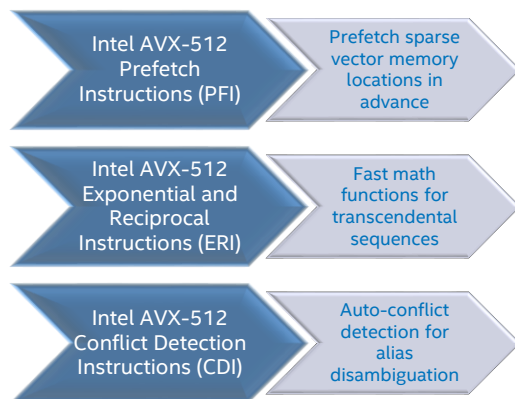 Intel AVX-512
Prefetch
Instructions (PFI)
Prefetch sparse
vector memory
locations in
advance
Intel AVX-512
Exponential and
Reciprocal
Instructions (ERI)
Fast math
functions for
transcendental
sequences
Intel AVX-512
Conflict Detection
Instructions (CDI)
Auto-conflict
detection for
alias
disambiguation